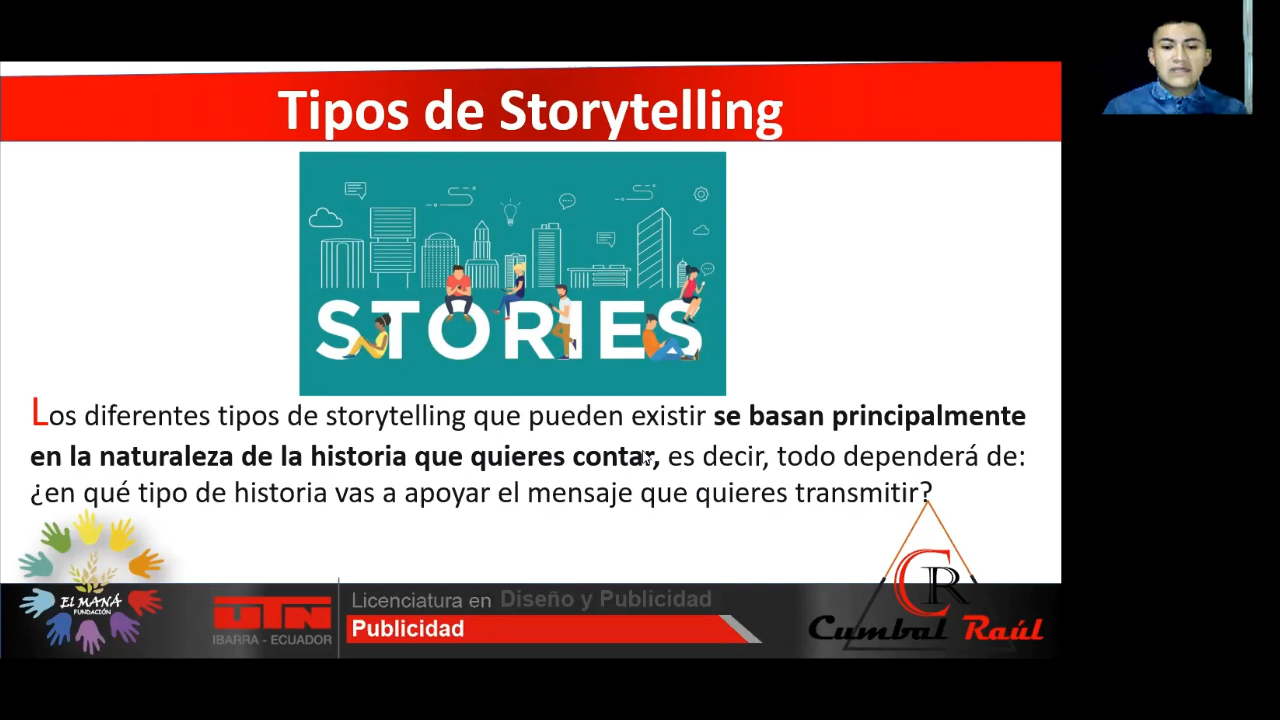 Tipos de Storytelling
STORIES
Los diferentes tipos de storytelling que pueden existir se basan principalmente
en la naturaleza de la historia que quieres contar, es decir, todo dependerá de:
¿en qué tipo de historia vas a apoyar el mensaje que quieres transmitir?
EL MANÁ
FUNDACIÓN
UTN
IBARRA - ECUADOR
Licenciatura en Diseño y Publicidad
Publicidad
CR
Cumbal Raúl